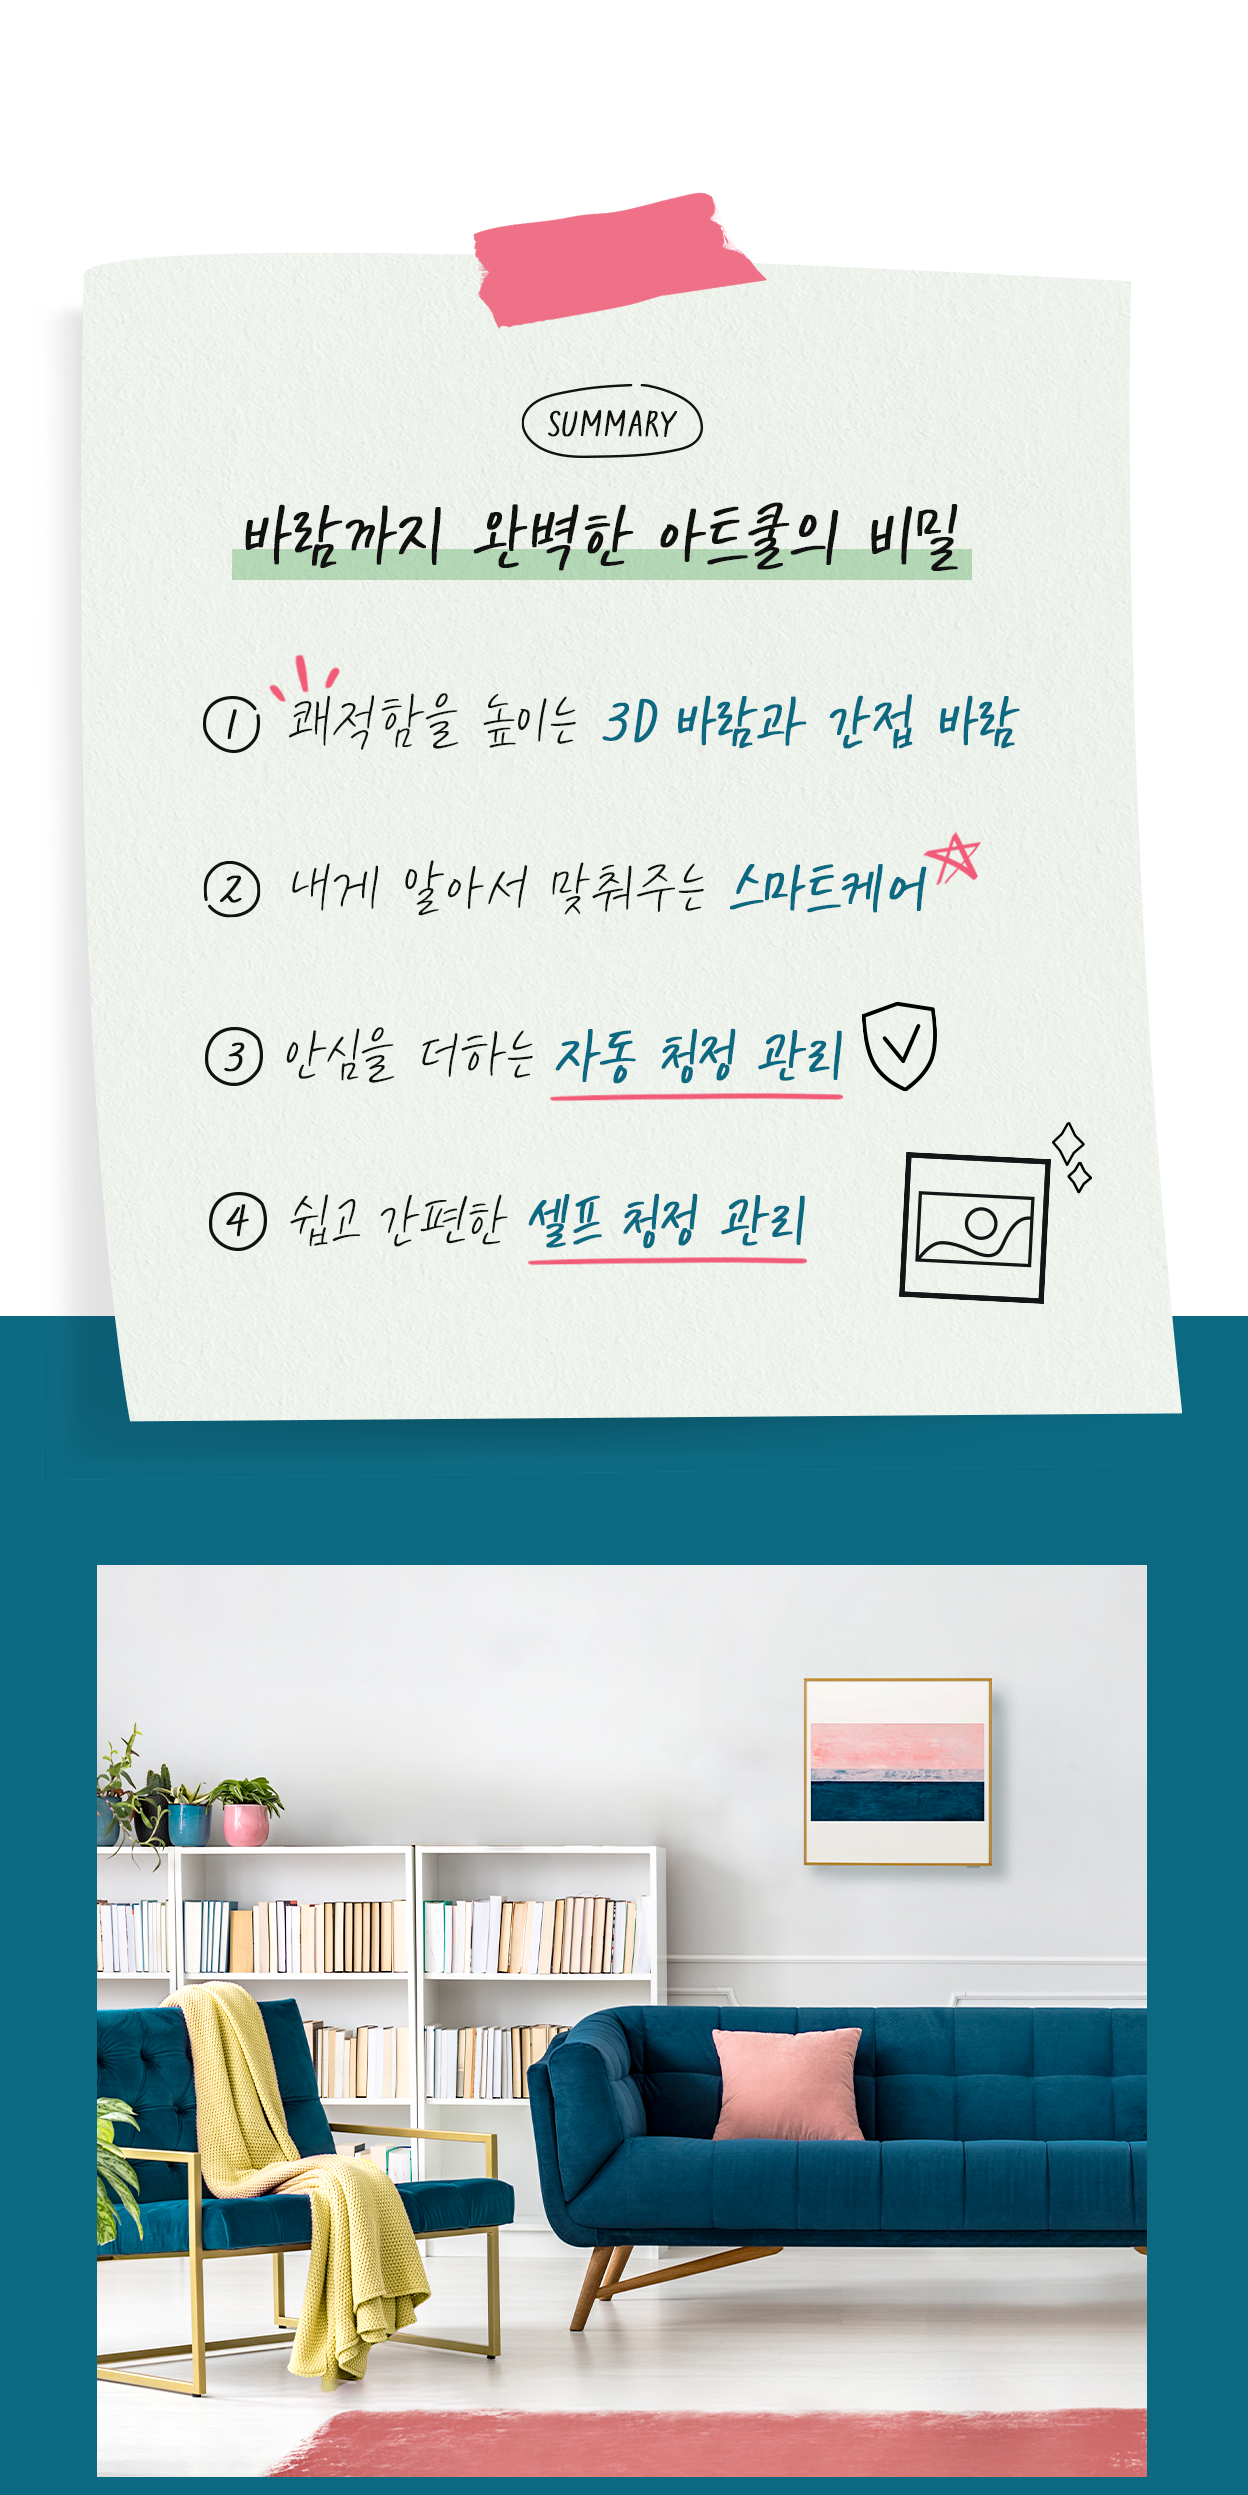 SUMMARY
바람까지 완벽한 아트쿨의 비밀
① 쾌적함을 높이는 3D 바람과 간접 바람
② 내게 알아서 맞춰주는 스마트케어
③ 안심을 더하는 자동 청정 관리
④ 쉽고 간편한 셀프 청정 관리